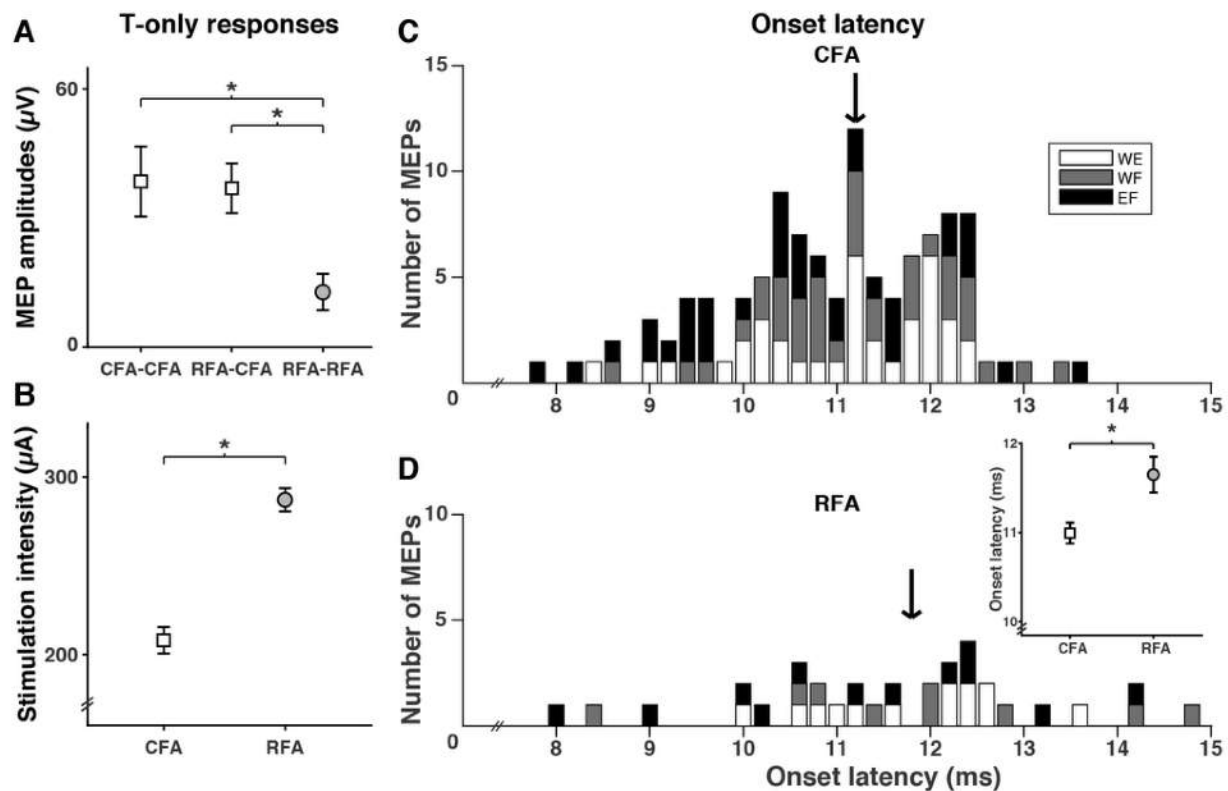 A
T-only responses
MEP amplitudes (µV)
60
0
*
*
CFA-CFA
RFA-CFA
RFA-RFA
B
Stimulation intensity (µA)
300
200
*
CFA
RFA
C
Onset latency
CFA
Number of MEPs
15
10
5
0
8
9
10
11
12
13
14
15
WE
WF
EF
D
RFA
Number of MEPs
10
5
0
8
9
10
11
12
13
14
15
Onset latency (ms)
Onset latency (ms)
12
11
10
*
CFA
RFA